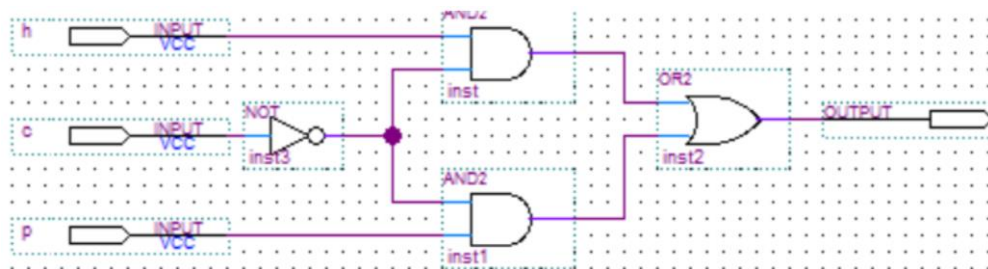 AND2
h INPUT
VCC
inst
OR2
NOT
OUTPUT
c INPUT
VCC
inst3
inst2
AND2
p INPUT
VCC
inst1